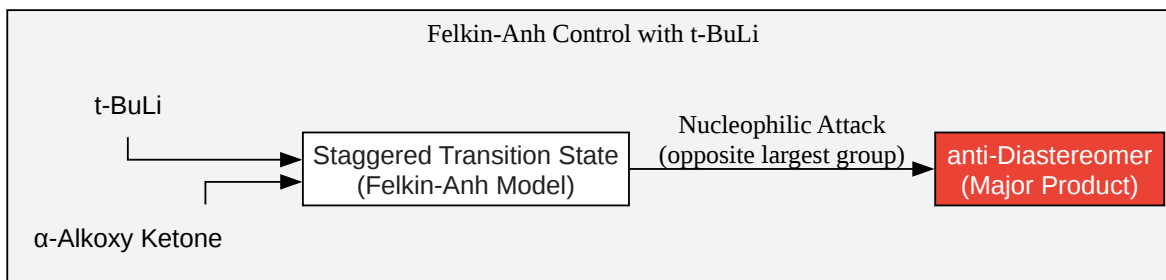 Felkin-Anh Control with t-BuLi
t-BuLi
α-Alkoxy Ketone
Staggered Transition State
(Felkin-Anh Model)
Nucleophilic Attack
(opposite largest group)
anti-Diastereomer
(Major Product)